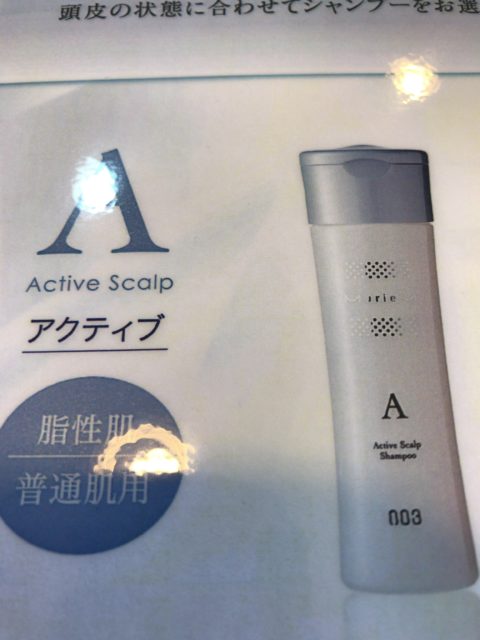 頭皮の状態に合わせてシャンプーをお選
A
Active Scalp
アクティブ
脂性肌
普通肌用
A
Active Scalp
Shampoo
003